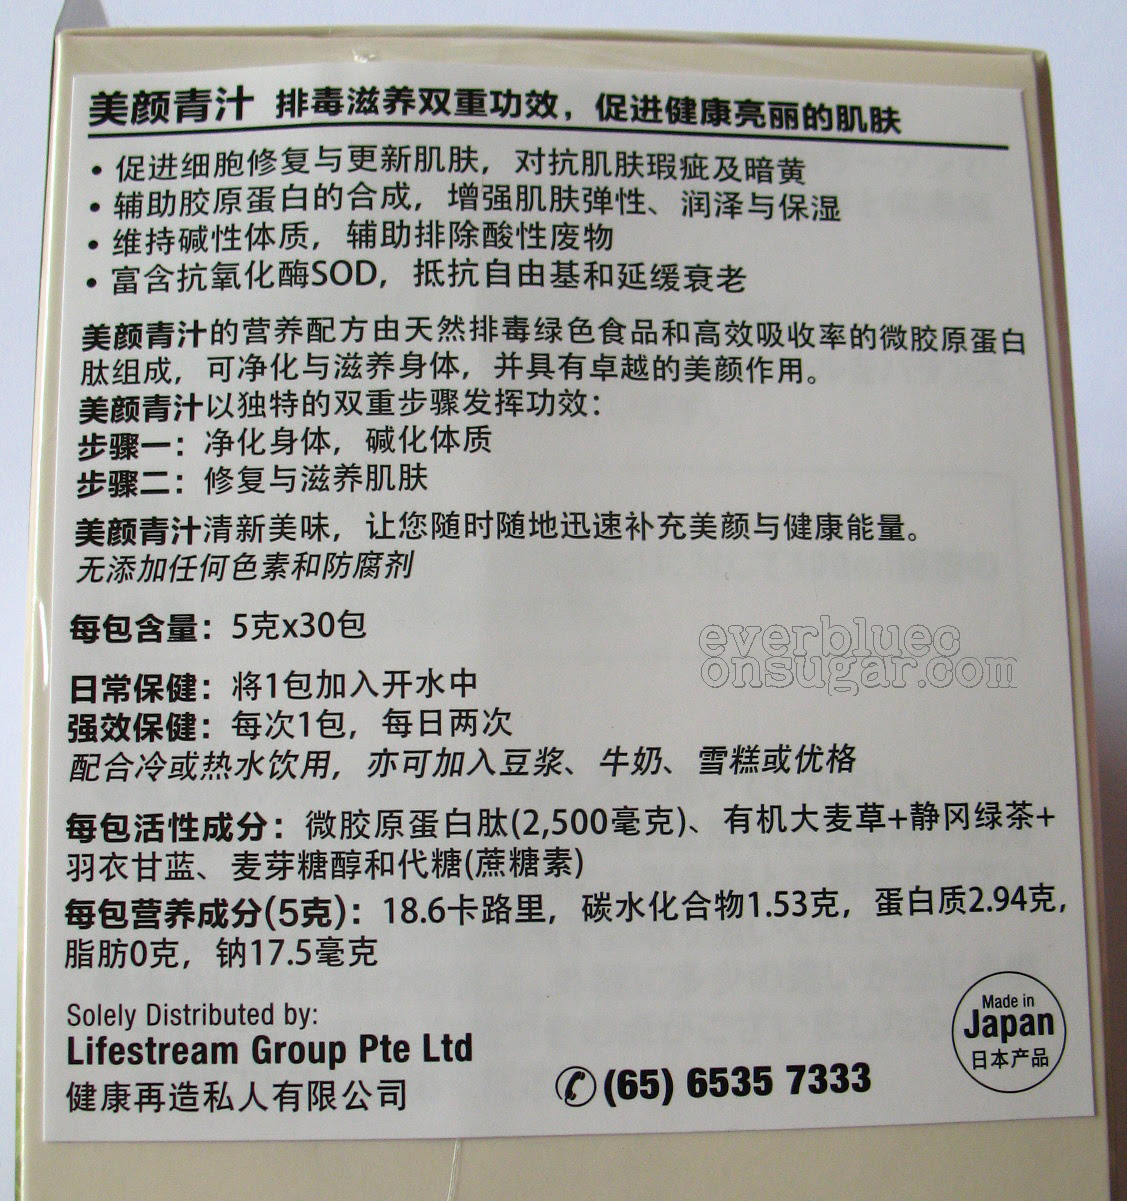 美颜青汁 排毒滋养双重功效，促进健康亮丽的肌肤
• 促进细胞修复与更新肌肤，对抗肌肤瑕疵及暗黄
• 辅助胶原蛋白的合成，增强肌肤弹性、润泽与保湿
• 维持碱性体质，辅助排除酸性废物
• 富含抗氧化酶SOD，抵抗自由基和延缓衰老
美颜青汁的营养配方由天然排毒绿色食品和高效吸收率的微胶原蛋白
肽组成，可净化与滋养身体，并具有卓越的美颜作用。
美颜青汁以独特的双重步骤发挥功效：
步骤一：净化身体，碱化体质
步骤二：修复与滋养肌肤
美颜青汁清新美味，让您随时随地迅速补充美颜与健康能量。
无添加任何色素和防腐剂
每包含量：5克x30包
everbluec
onsugar.com
日常保健：将1包加入开水中
强效保健：每次1包，每日两次
配合冷或热水饮用，亦可加入豆浆、牛奶、雪糕或优格
每包活性成分：微胶原蛋白肽(2,500毫克)、有机大麦草+静冈绿茶+
羽衣甘蓝、麦芽糖醇和代糖(蔗糖素)
每包营养成分(5克)：18.6卡路里，碳水化合物1.53克，蛋白质2.94克，
脂肪0克，钠17.5毫克
Solely Distributed by:
Lifestream Group Pte Ltd
健康再造私人有限公司
(65) 6535 7333
Made in
Japan
日本产品